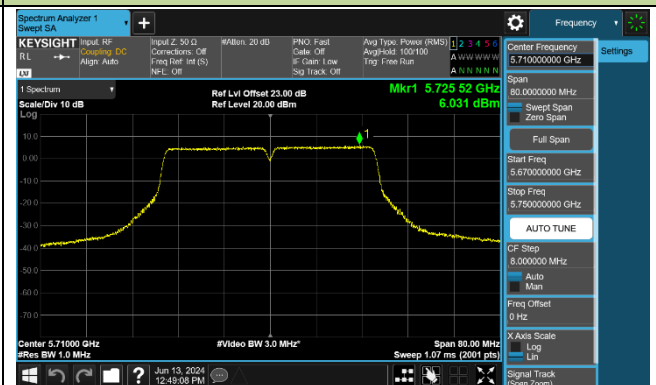 Spectrum Analyzer 1
Swept SA
Frequency
KEYSIGHT
RL
LXI
Input: RF
Coupling: DC
Align: Auto
Input Z: 50 Ω
Corrections: Off
Freq Ref: Int (S)
NFE: Off
#Atten: 20 dB
PNO: Fast
Gate: Off
IF Gain: Low
Sig Track: Off
Avg Type: Power (RMS)
Avg|Hold: 100/100
Trig: Free Run
1 2 3 4 5 6
A W W W W W
A N N N N N
1 Spectrum
Scale/Div 10 dB
Log
Ref Lvl Offset 23.00 dB
Ref Level 20.00 dBm
Mkr1 5.725 52 GHz
6.031 dBm
1
10.0
0.00
-10.0
-20.0
-30.0
-40.0
-50.0
-60.0
-70.0
Center 5.71000 GHz
#Res BW 1.0 MHz
#Video BW 3.0 MHz*
Span 80.00 MHz
Sweep 1.07 ms (2001 pts)
Jun 13, 2024
12:49:08 PM
?
Center Frequency
5.710000000 GHz
Settings
Span
80.0000000 MHz
Swept Span
Zero Span
Full Span
Start Freq
5.670000000 GHz
Stop Freq
5.750000000 GHz
AUTO TUNE
CF Step
8.000000 MHz
Auto
Man
Freq Offset
0 Hz
X Axis Scale
Log
Lin
Signal Track
(Span Zoom)